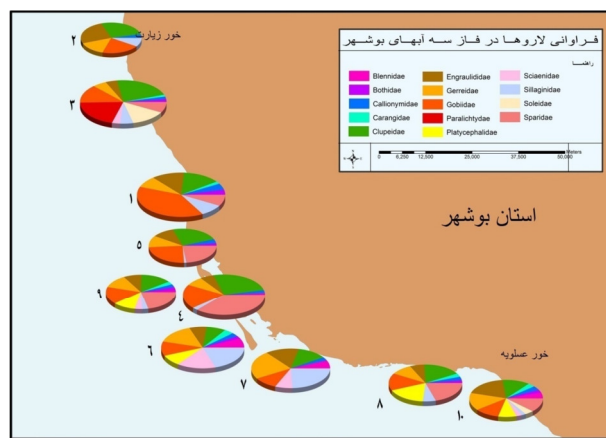 فراوانی لاروها در فاز سه آبهای بوشهر
راهنما
Blennidae
Bothidae
Callionymidae
Carangidae
Clupeidae
Engraulididae
Gerreidae
Gobiidae
Paralichtydae
Platycephalidae
Sciaenidae
Sillaginidae
Soleidae
Sparidae
0 6,250 12,500 25,000 37,500 50,000 Meters
خور زیارت
۲
۳
۱
استان بوشهر
۵
۹
۴
۶
۷
خور عسلویه
۸
۱۰